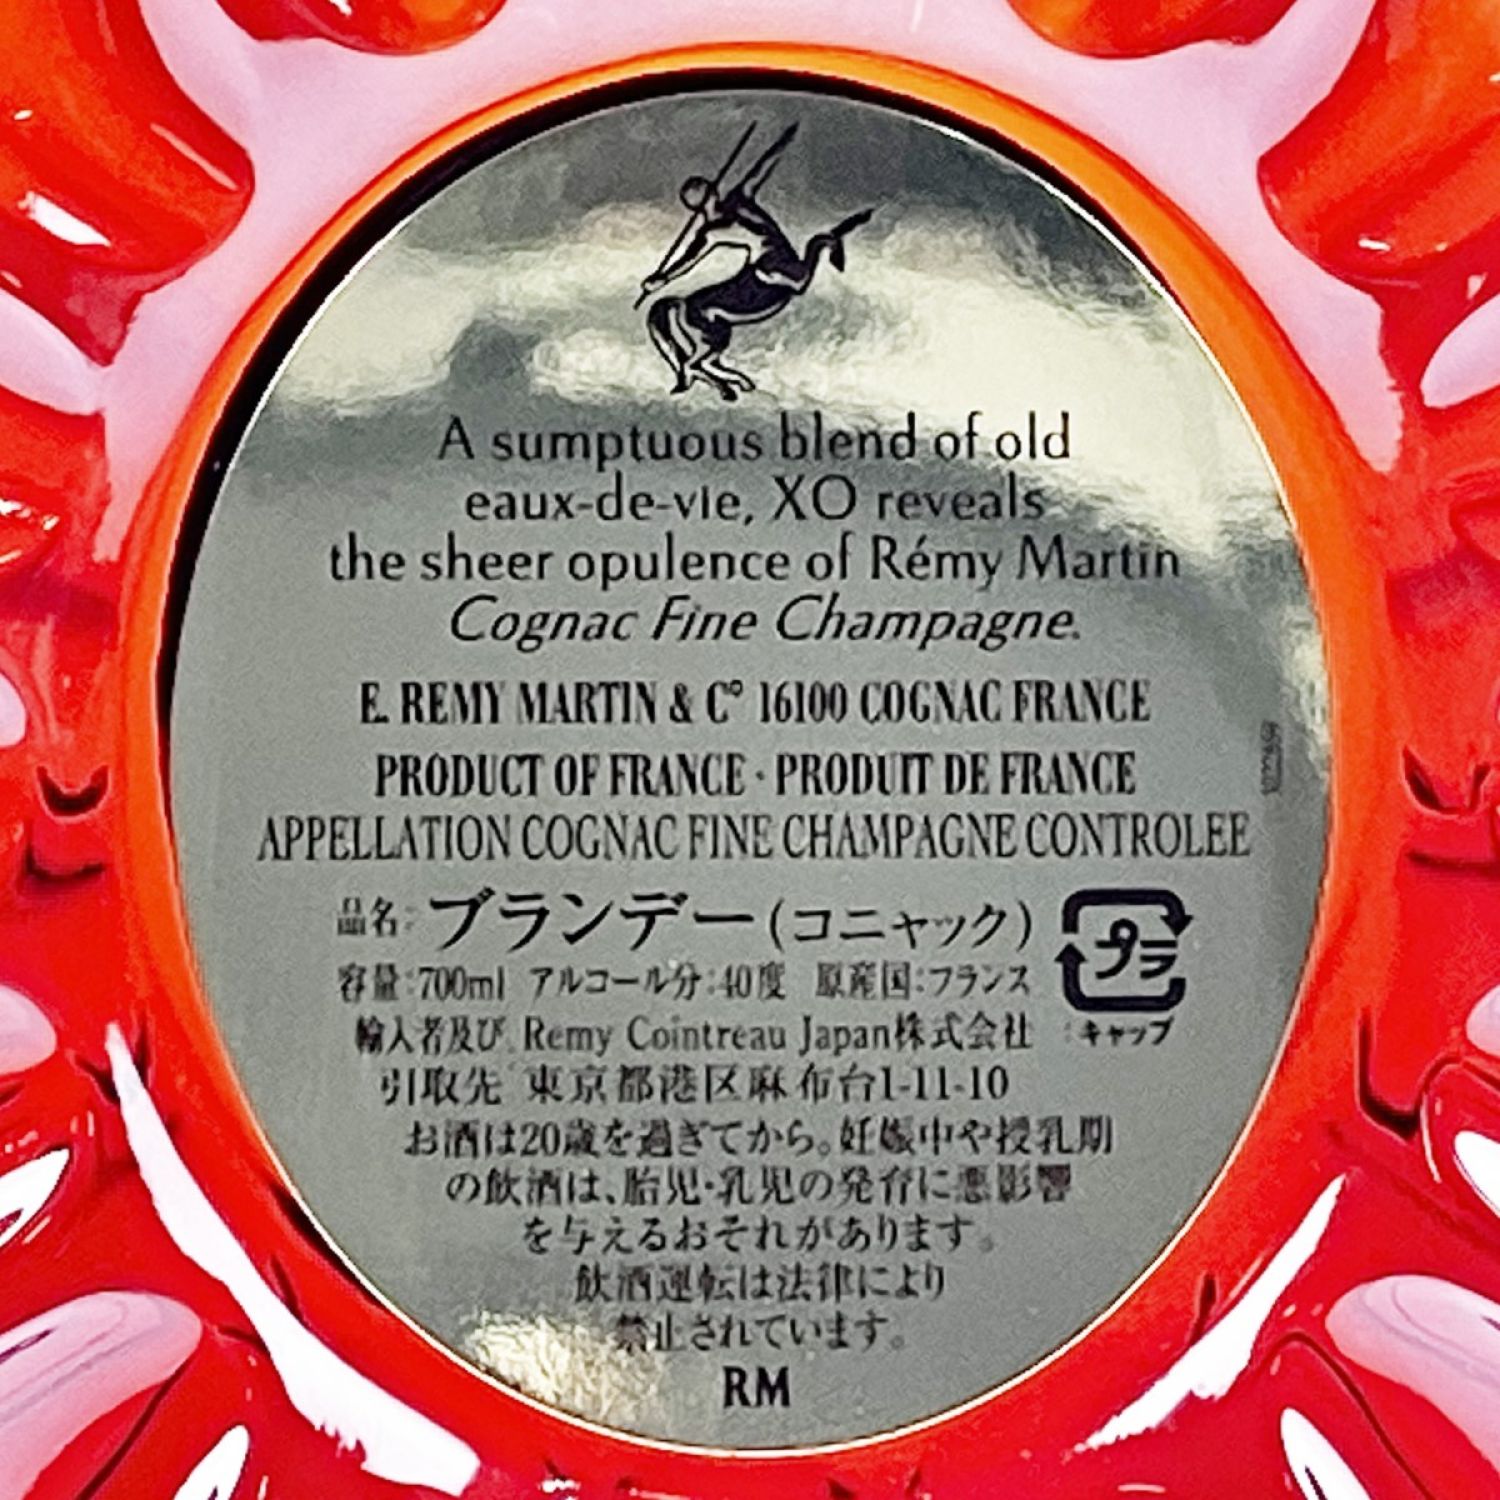 A sumptuous blend of old
eaux-de-vie, XO reveals
the sheer opulence of Rémy Martin
Cognac Fine Champagne.
E. REMY MARTIN & C° 16100 COGNAC FRANCE
PRODUCT OF FRANCE · PRODUIT DE FRANCE
APPELLATION COGNAC FINE CHAMPAGNE CONTROLEE
品名:ブランデー(コニャック)
容量:700ml アルコール分:40度 原産国:フランス
輸入者及び Remy Cointreau Japan株式会社
引取先 東京都港区麻布台1-11-10
プラ
:キャップ
お酒は20歳を過ぎてから。妊娠中や授乳期
の飲酒は、胎児・乳児の発育に悪影響
を与えるおそれがあります。
飲酒運転は法律により
禁止されています。
RM